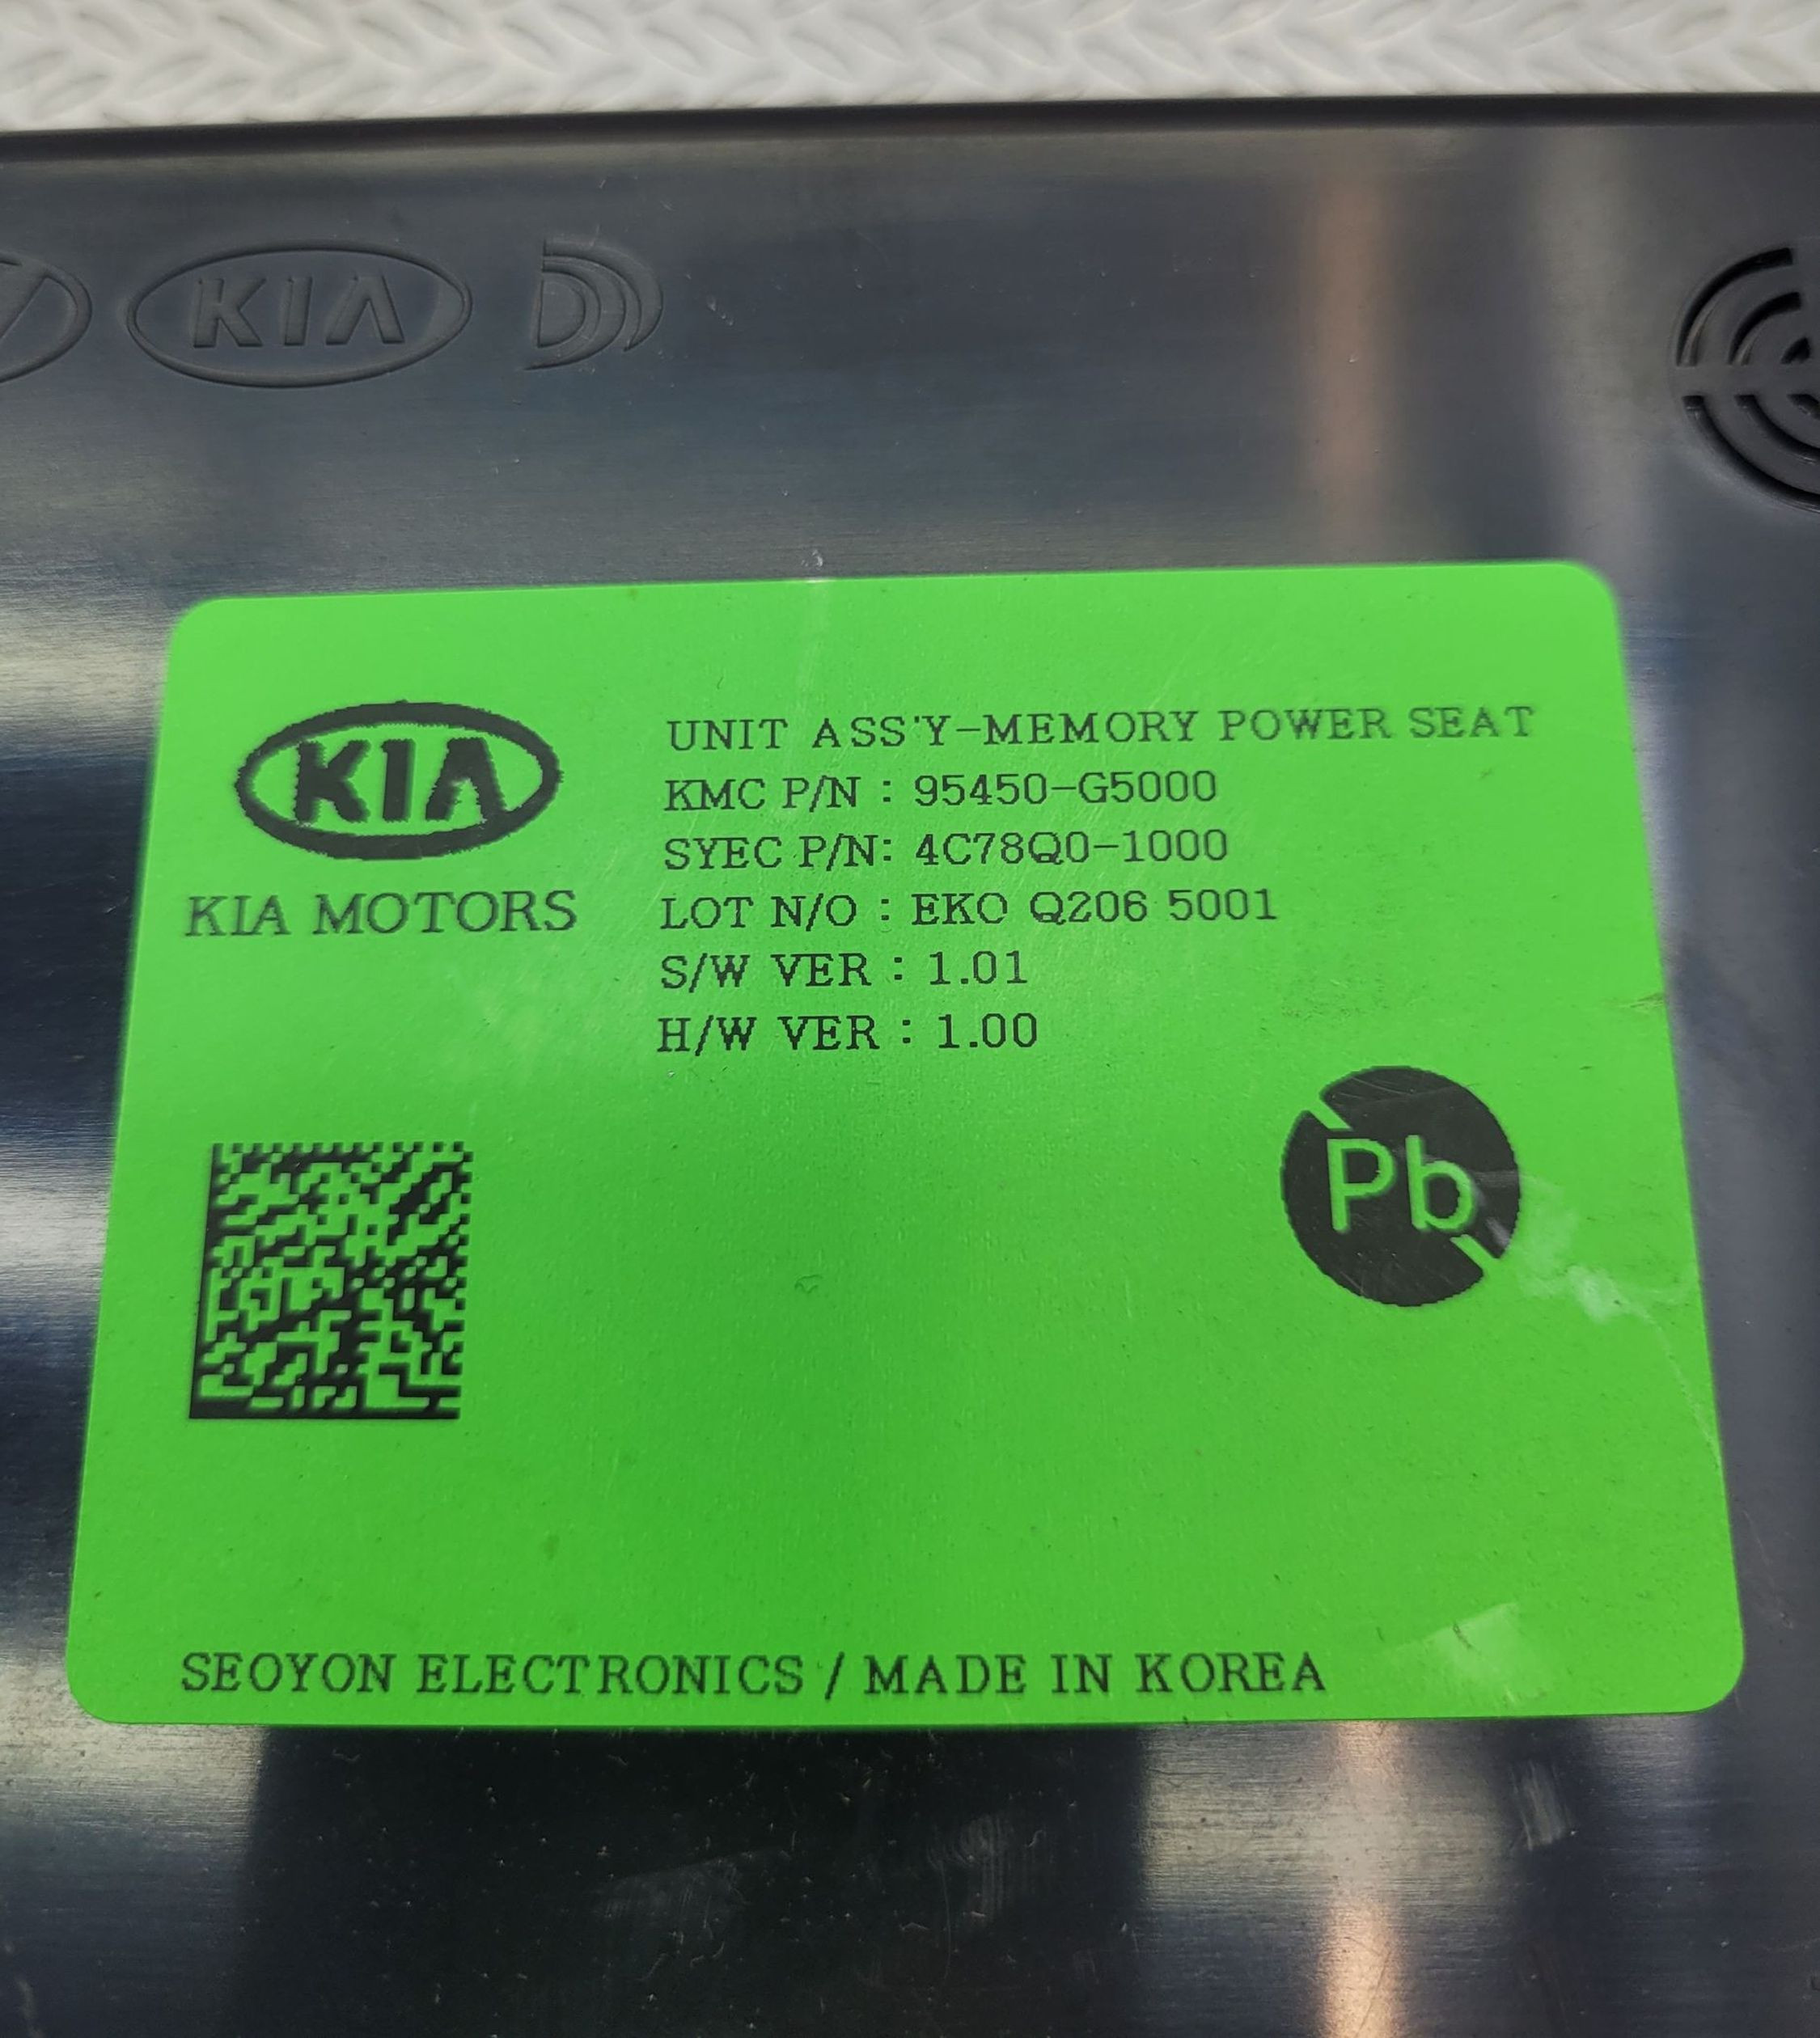 KIA
KIA
KIA MOTORS
UNIT ASS'Y-MEMORY POWER SEAT
KMC P/N : 95450-G5000
SYEC P/N: 4C78Q0-1000
LOT N/O : EKO Q206 5001
S/W VER : 1.01
H/W VER : 1.00
Pb
SEOYON ELECTRONICS / MADE IN KOREA